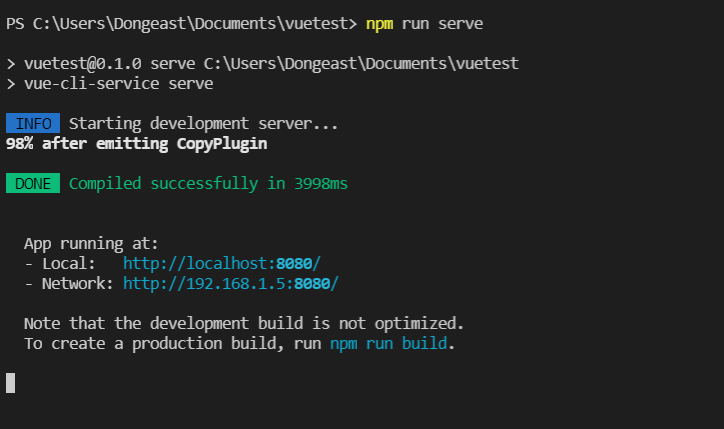 PS C:\Users\Dongeast\Documents\vuetest> npm run serve
> vuetest@0.1.0 serve C:\Users\Dongeast\Documents\vuetest
> vue-cli-service serve
INFO Starting development server...
98% after emitting CopyPlugin
DONE Compiled successfully in 3998ms
App running at:
- Local: http://localhost:8080/
- Network: http://192.168.1.5:8080/
Note that the development build is not optimized.
To create a production build, run npm run build.